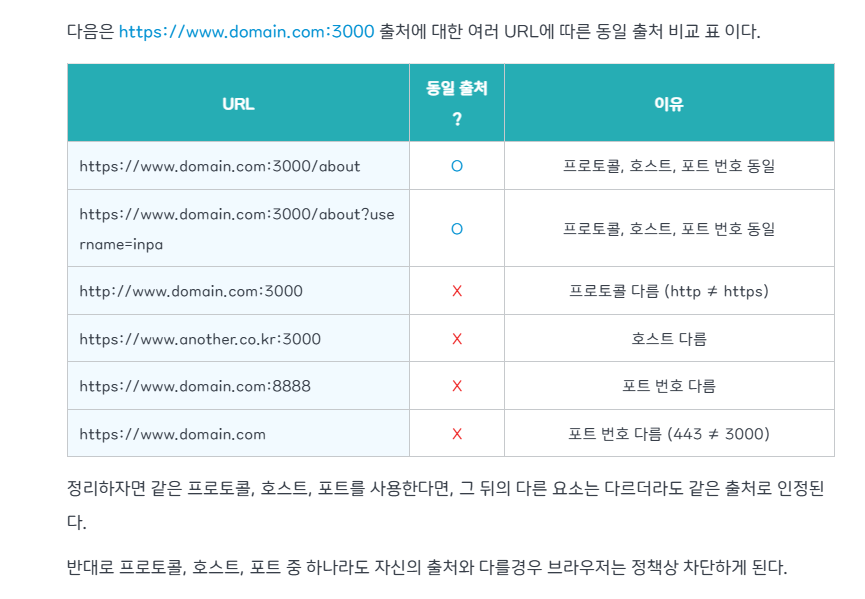 다음은 https://www.domain.com:3000 출처에 대한 여러 URL에 따른 동일 출처 비교 표 이다.
URL
동일 출처
?
이유
https://www.domain.com:3000/about
O
프로토콜, 호스트, 포트 번호 동일
https://www.domain.com:3000/about?use
rname=inpa
O
프로토콜, 호스트, 포트 번호 동일
http://www.domain.com:3000
X
프로토콜 다름 (http ≠ https)
https://www.another.co.kr:3000
X
호스트 다름
https://www.domain.com:8888
X
포트 번호 다름
https://www.domain.com
X
포트 번호 다름 (443 ≠ 3000)
정리하자면 같은 프로토콜, 호스트, 포트를 사용한다면, 그 뒤의 다른 요소는 다르더라도 같은 출처로 인정된
다.
반대로 프로토콜, 호스트, 포트 중 하나라도 자신의 출처와 다를경우 브라우저는 정책상 차단하게 된다.